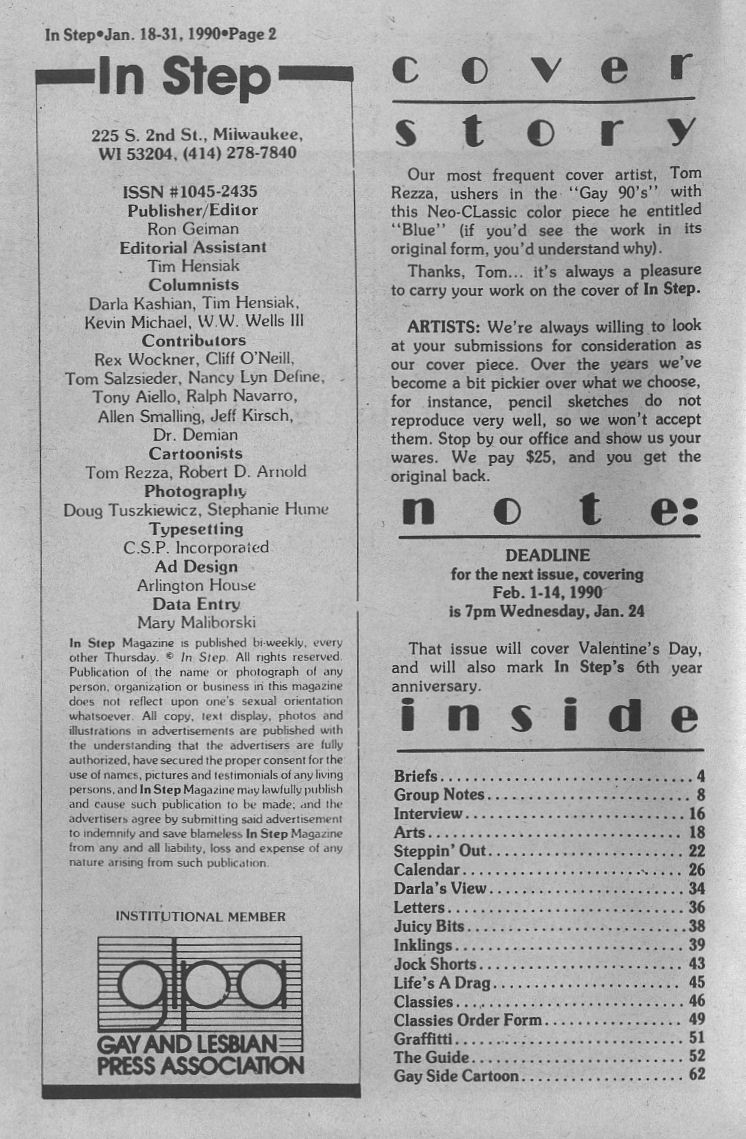 In Step•Jan. 18-31, 1990•Page 2
In Step
225 S. 2nd St., Milwaukee,
WI 53204, (414) 278-7840
ISSN #1045-2435
Publisher/Editor
Ron Geiman
Editorial Assistant
Tim Hensiak
Columnists
Darla Kashian, Tim Hensiak,
Kevin Michael, W.W. Wells III
Contributors
Rex Wockner, Cliff O'Neill,
Tom Salzsieder, Nancy Lyn Define,
Tony Aiello, Ralph Navarro,
Allen Smalling, Jeff Kirsch,
Dr. Demian
Cartoonists
Tom Rezza, Robert D. Arnold
Photography
Doug Tuszkiewicz, Stephanie Hume
Typesetting
C.S.P. Incorporated
Ad Design
Arlington House
Data Entry
Mary Maliborski
In Step Magazine is published bi-weekly, every
other Thursday. © In Step. All rights reserved.
Publication of the name or photograph of any
person, organization or business in this magazine
does not reflect upon one's sexual orientation
whatsoever. All copy, text display, photos and
illustrations in advertisements are published with
the understanding that the advertisers are fully
authorized, have secured the proper consent for the
use of names, pictures and testimonials of any living
persons, and In Step Magazine may lawfully publish
and cause such publication to be made; and the
advertisers agree by submitting said advertisement
to indemnify and save blameless In Step Magazine
from any and all liability, loss and expense of any
nature arising from such publication.
INSTITUTIONAL MEMBER
gpa
GAY AND LESBIAN
PRESS ASSOCIATION
cover
story
Our most frequent cover artist, Tom
Rezza, ushers in the "Gay 90's" with
this Neo-CLassic color piece he entitled
"Blue" (if you'd see the work in its
original form, you'd understand why).
Thanks, Tom... it's always a pleasure
to carry your work on the cover of In Step.
ARTISTS: We're always willing to look
at your submissions for consideration as
our cover piece. Over the years we've
become a bit pickier over what we choose,
for instance, pencil sketches do not
reproduce very well, so we won't accept
them. Stop by our office and show us your
wares. We pay $25, and you get the
original back.
note:
DEADLINE
for the next issue, covering
Feb. 1-14, 1990
is 7pm Wednesday, Jan. 24
That issue will cover Valentine's Day,
and will also mark In Step's 6th year
anniversary.
inside
Briefs.............................. 4
Group Notes........................ 8
Interview.......................... 16
Arts............................... 18
Steppin' Out....................... 22
Calendar........................... 26
Darla's View....................... 34
Letters............................ 36
Juicy Bits......................... 38
Inklings........................... 39
Jock Shorts........................ 43
Life's A Drag...................... 45
Classies........................... 46
Classies Order Form................ 49
Graffitti.......................... 51
The Guide.......................... 52
Gay Side Cartoon................... 62